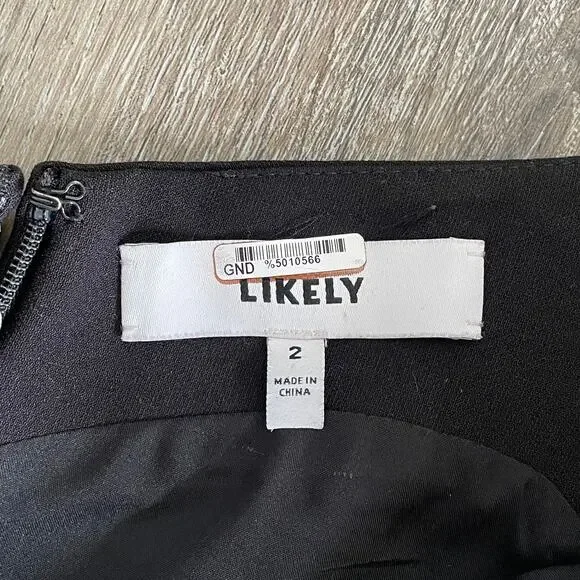 GND %5010566
LIKELY
2
MADE IN
CHINA